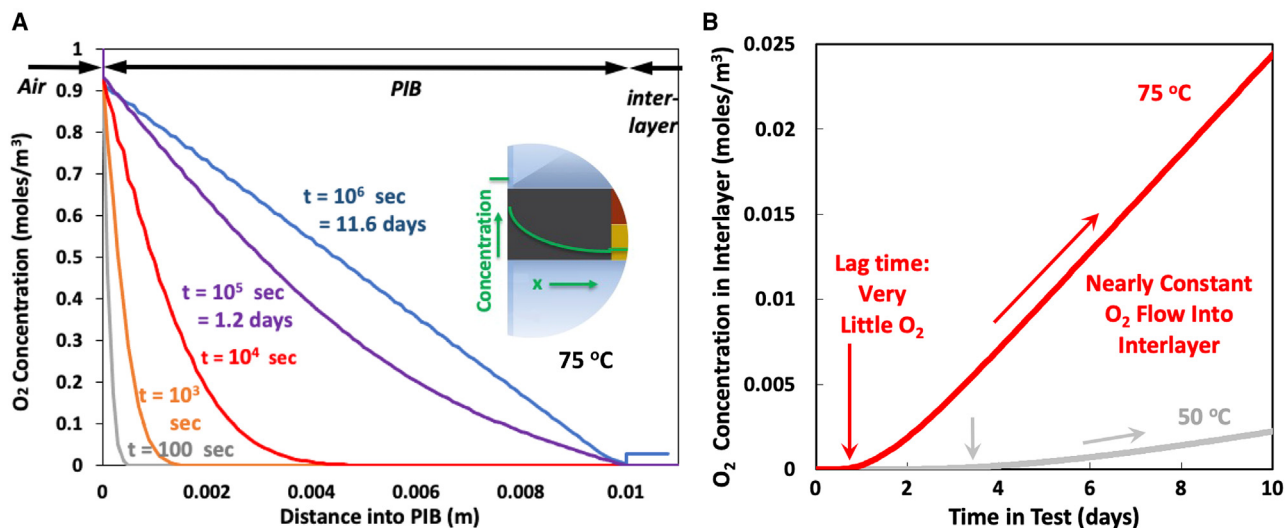 A
O₂ Concentration (moles/m³)
1
0.9
0.8
0.7
0.6
0.5
0.4
0.3
0.2
0.1
0
Air
PIB
inter-
layer
t = 10⁶ sec
= 11.6 days
t = 10⁵ sec
= 1.2 days
t = 10⁴ sec
t = 10³
sec
t = 100 sec
Concentration
x
75 °C
0
0.002
0.004
0.006
0.008
0.01
Distance into PIB (m)
B
O₂ Concentration in Interlayer (moles/m³)
0.025
0.02
0.015
0.01
0.005
0
75 °C
Lag time:
Very
Little O₂
Nearly Constant
O₂ Flow Into
Interlayer
50 °C
0
2
4
6
8
10
Time in Test (days)